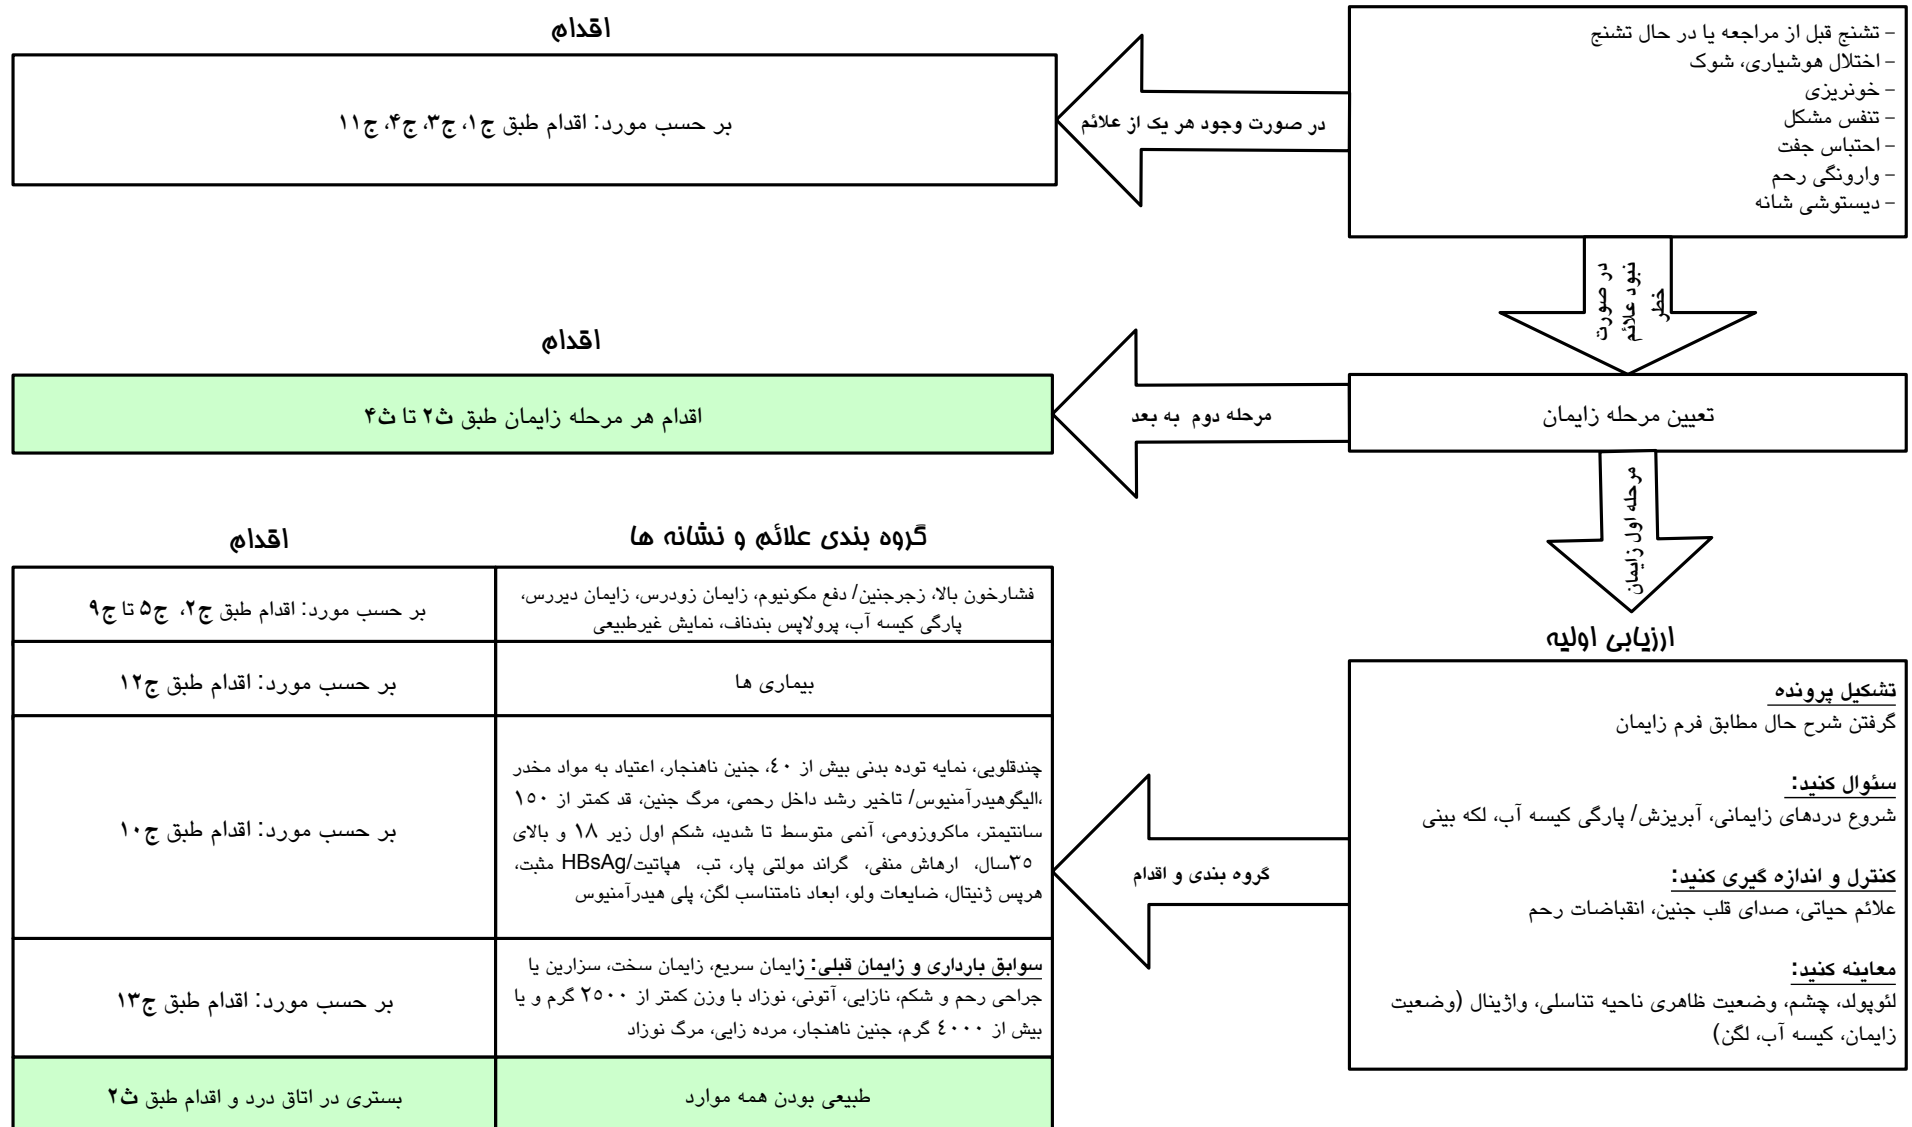 - تشنج قبل از مراجعه یا در حال تشنج
- اختلال هوشیاری، شوک
- خونریزی
- تنفس مشکل
- احتباس جفت
- وارونگی رحم
- دیستوشی شانه
در صورت وجود هر یک از علائم
اقدام
بر حسب مورد: اقدام طبق ج۱، ج۳، ج۴، ج۱۱
در صورت
نبود علائم
خطر
تعیین مرحله زایمان
مرحله دوم به بعد
اقدام
اقدام هر مرحله زایمان طبق ث۲ تا ث۴
مرحله اول زایمان
ارزیابی اولیه
تشکیل پرونده
گرفتن شرح حال مطابق فرم زایمان
سئوال کنید:
شروع دردهای زایمانی، آبریزش/ پارگی کیسه آب، لکه بینی
کنترل و اندازه گیری کنید:
علائم حیاتی، صدای قلب جنین، انقباضات رحم
معاینه کنید:
لئوپولد، چشم، وضعیت ظاهری ناحیه تناسلی، واژینال (وضعیت
زایمان، کیسه آب، لگن)
گروه بندی و اقدام
گروه بندی علائم و نشانه ها
اقدام
فشارخون بالا، زجرجنین/ دفع مکونیوم، زایمان زودرس، زایمان دیررس،
پارگی کیسه آب، پرولاپس بندناف، نمایش غیرطبیعی
بر حسب مورد: اقدام طبق ج۲، ج۵ تا ج۹
بیماری ها
بر حسب مورد: اقدام طبق ج۱۲
چندقلویی، نمایه توده بدنی بیش از ٤٠، جنین ناهنجار، اعتیاد به مواد مخدر
،الیگوهیدرآمنیوس/ تاخیر رشد داخل رحمی، مرگ جنین، قد کمتر از ١٥٠
سانتیمتر، ماکروزومی، آنمی متوسط تا شدید، شکم اول زیر ١٨ و بالای
٣٥سال، ارهاش منفی، گراند مولتی پار، تب، هپاتیت/HBsAg مثبت،
هرپس ژنیتال، ضایعات ولو، ابعاد نامتناسب لگن، پلی هیدرآمنیوس
بر حسب مورد: اقدام طبق ج۱۰
سوابق بارداری و زایمان قبلی: زایمان سریع، زایمان سخت، سزارین یا
جراحی رحم و شکم، نازایی، آتونی، نوزاد با وزن کمتر از ٢٥٠٠ گرم و یا
بیش از ٤٠٠٠ گرم، جنین ناهنجار، مرده زایی، مرگ نوزاد
بر حسب مورد: اقدام طبق ج۱۳
طبیعی بودن همه موارد
بستری در اتاق درد و اقدام طبق ث۲